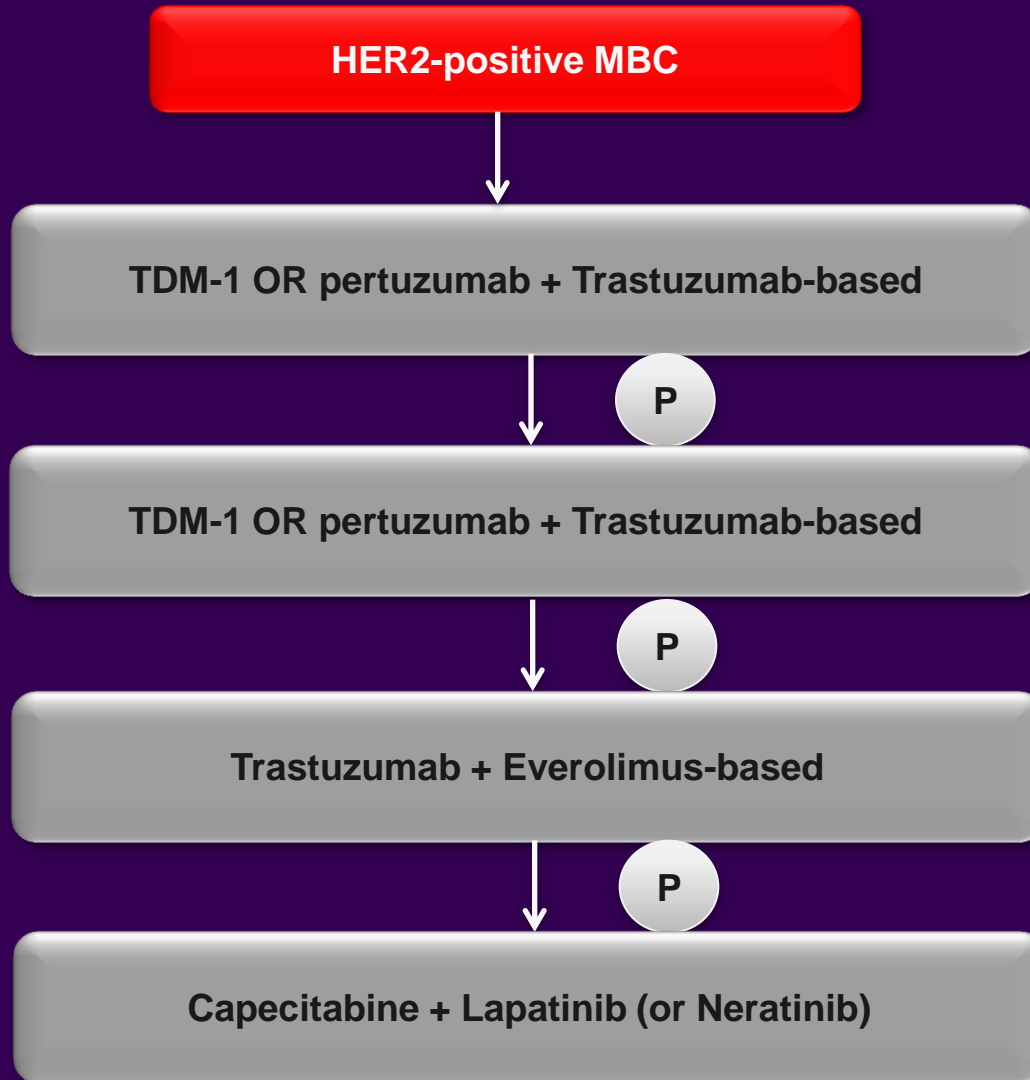 HER2-positive MBC
TDM-1 OR pertuzumab + Trastuzumab-based
P
TDM-1 OR pertuzumab + Trastuzumab-based
P
Trastuzumab + Everolimus-based
P
Capecitabine + Lapatinib (or Neratinib)